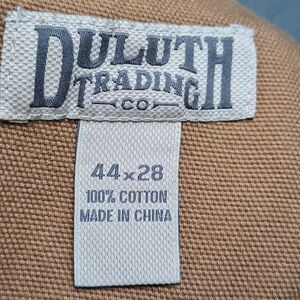 DULUTH
TRADING
CO
44x28
100% COTTON
MADE IN CHINA